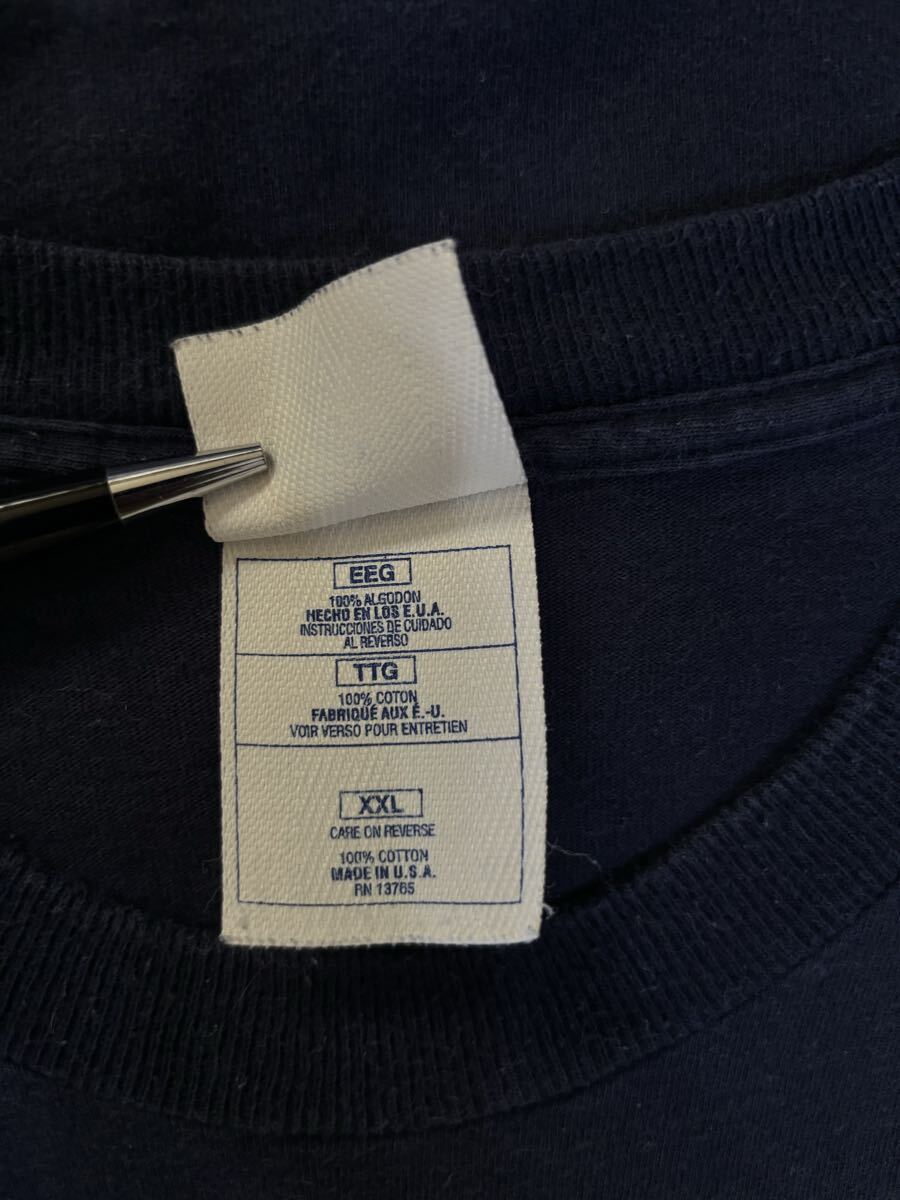 EEG
100% ALGODON
HECHO EN LOS E.U.A.
INSTRUCCIONES DE CUIDADO
AL REVERSO
TTG
100% COTON
FABRIQUÉ AUX É.-U.
VOIR VERSO POUR ENTRETIEN
XXL
CARE ON REVERSE
100% COTTON
MADE IN U.S.A.
RN 13765